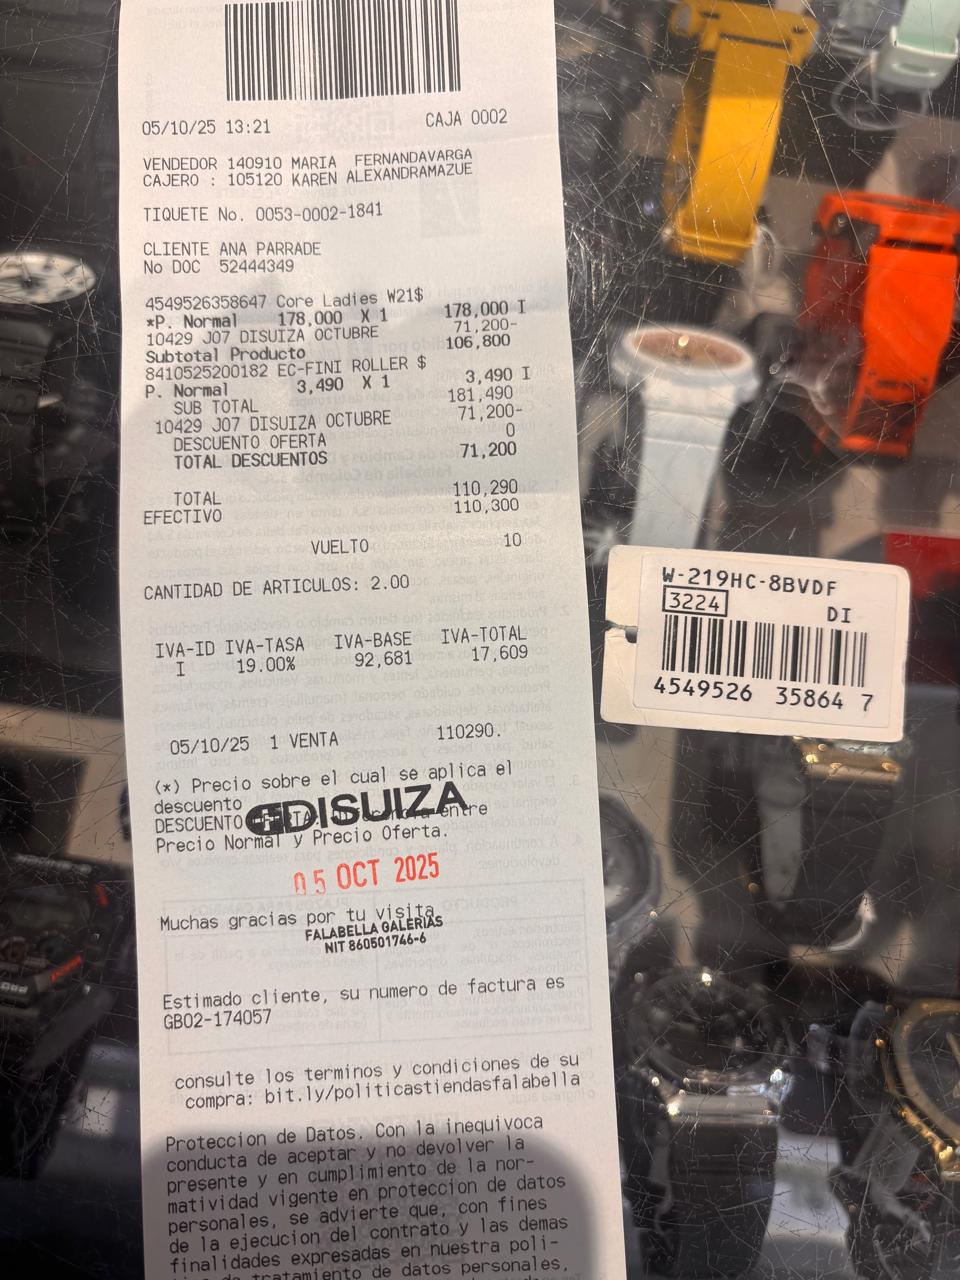 05/10/25 13:21 CAJA 0002
VENDEDOR 140910 MARIA FERNANDAVARGA
CAJERO : 105120 KAREN ALEXANDRAMAZUE
TIQUETE No. 0053-0002-1841
CLIENTE ANA PARRADE
No DOC 52444349
4549526358647 Core Ladies W21$
*P. Normal 178,000 X 1 178,000 I
10429 J07 DISUIZA OCTUBRE 71,200-
Subtotal Producto 106,800
8410525200182 EC-FINI ROLLER $
P. Normal 3,490 X 1 3,490 I
SUB TOTAL 181,490
10429 J07 DISUIZA OCTUBRE 71,200-
DESCUENTO OFERTA 0
TOTAL DESCUENTOS 71,200
TOTAL 110,290
EFECTIVO 110,300
VUELTO 10
CANTIDAD DE ARTICULOS: 2.00
IVA-ID IVA-TASA IVA-BASE IVA-TOTAL
I 19.00% 92,681 17,609
05/10/25 1 VENTA 110290.
(*) Precio sobre el cual se aplica el
descuento
DISUIZA
DESCUENTO entre
Precio Normal y Precio Oferta.
05 OCT 2025
Muchas gracias por tu visita
FALABELLA GALERIAS
NIT 860501746-6
Estimado cliente, su numero de factura es
GB02-174057
consulte los terminos y condiciones de su
compra: bit.ly/politicastiendasfalabella
Proteccion de Datos. Con la inequivoca
conducta de aceptar y no devolver la
presente y en cumplimiento de la nor-
matividad vigente en proteccion de datos
personales, se advierte que, con fines
de la ejecucion del contrato y las demas
finalidades expresadas en nuestra poli-
tratamiento de datos personales,
W-219HC-8BVDF
3224 DI
4549526 35864 7